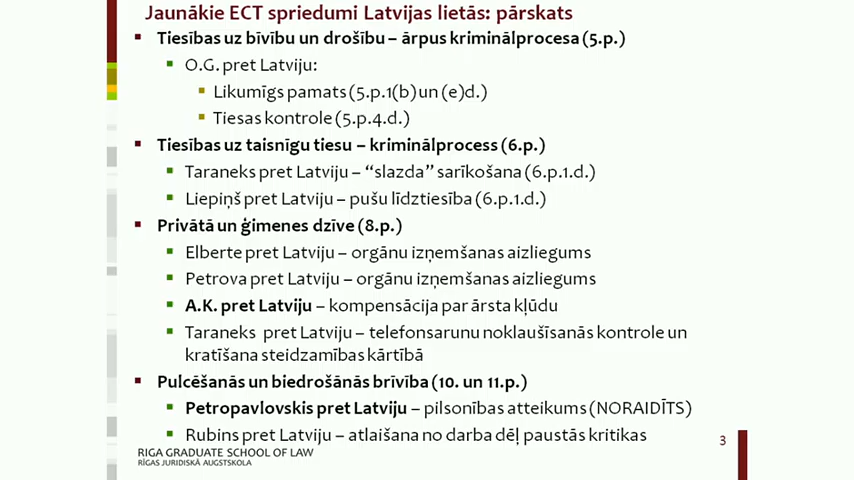 Jaunākie ECT spriedumi Latvijas lietās: pārskats
Tiesības uz bīvību un drošību – ārpus kriminālprocesa (5.p.)
O.G. pret Latviju:
Likumīgs pamats (5.p.1(b) un (e)d.)
Tiesas kontrole (5.p.4.d.)
Tiesības uz taisnīgu tiesu – kriminālprocess (6.p.)
Taraneks pret Latviju – “slazda” sarīkošana (6.p.1.d.)
Liepiņš pret Latviju – pušu līdztiesība (6.p.1.d.)
Privātā un ģimenes dzīve (8.p.)
Elberte pret Latviju – orgānu izņemšanas aizliegums
Petrova pret Latviju – orgānu izņemšanas aizliegums
A.K. pret Latviju – kompensācija par ārsta kļūdu
Taraneks pret Latviju – telefonsarunu noklaušīsanās kontrole un
kratīšana steidzamības kārtībā
Pulcēšanās un biedrošānās brīvība (10. un 11.p.)
Petropavlovskis pret Latviju – pilsonības atteikums (NORAIDĪTS)
Rubins pret Latviju – atlaišana no darba dēļ paustās kritikas
3
RIGA GRADUATE SCHOOL OF LAW
RĪGAS JURIDISKĀ AUGSTSKOLA